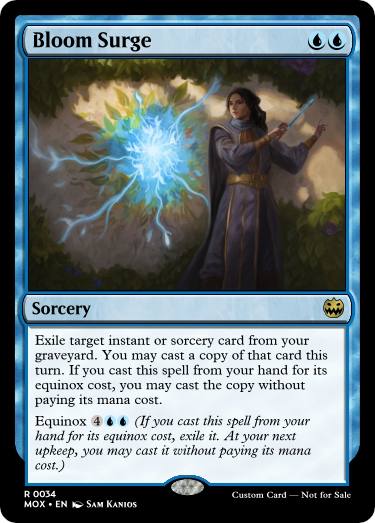 Bloom Surge
Sorcery
Exile target instant or sorcery card from your
graveyard. You may cast a copy of that card this
turn. If you cast this spell from your hand for its
equinox cost, you may cast the copy without
paying its mana cost.
Equinox 4 (If you cast this spell from your
hand for its equinox cost, exile it. At your next
upkeep, you may cast it without paying its mana
cost.)
R 0034
MOX • EN Sam Kanios
Custom Card — Not for Sale